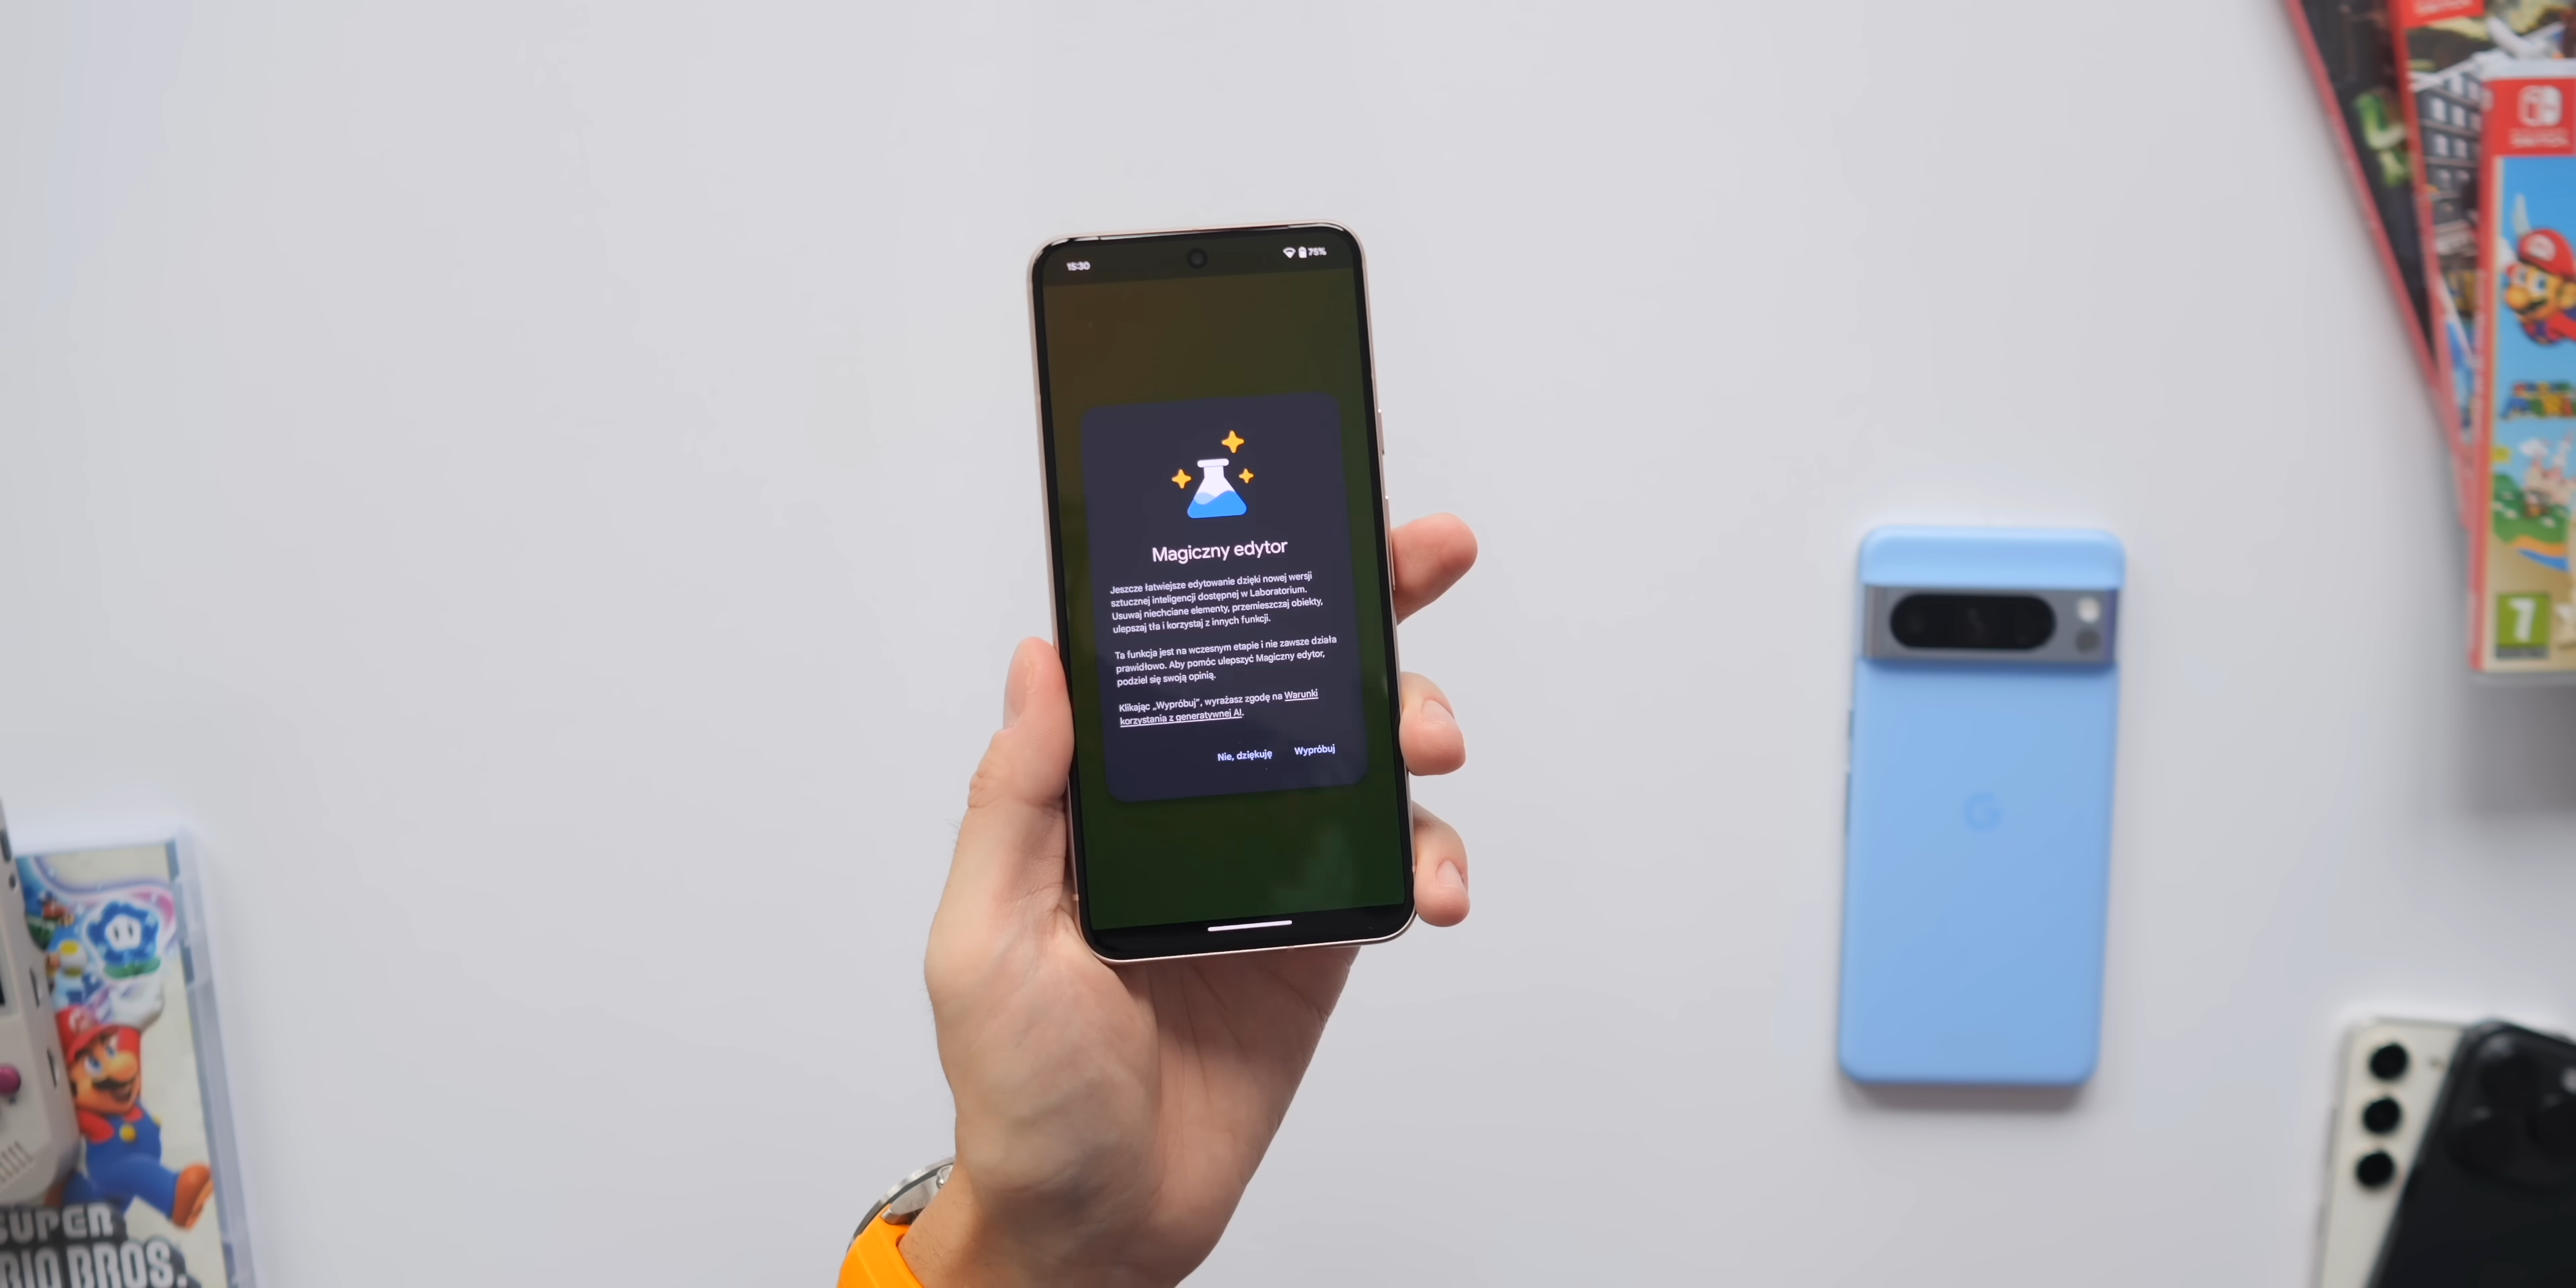 15:30
75%
Magiczny edytor
Jeszcze łatwiejsze edytowanie dzięki nowej wersji
sztucznej inteligencji dostępnej w Laboratorium.
Usuwaj niechciane elementy, przemieszczaj obiekty,
ulepszaj tła i korzystaj z innych funkcji.
Ta funkcja jest na wczesnym etapie i nie zawsze działa
prawidłowo. Aby pomóc ulepszyć Magiczny edytor,
podziel się swoją opinią.
Klikając „Wypróbuj”, wyrażasz zgodę na Warunki
korzystania z generatywnej AI.
Nie, dziękuję
Wypróbuj
SUPER
BROS.
G
7